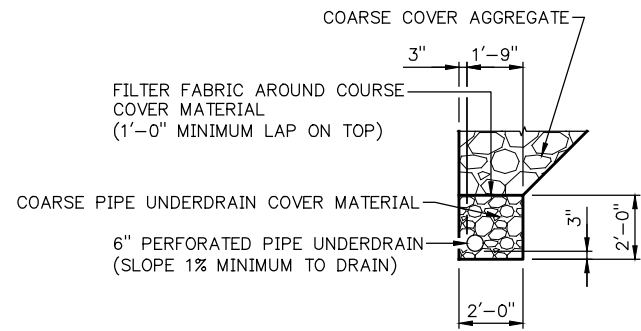 COARSE COVER AGGREGATE
3" 1'-9"
FILTER FABRIC AROUND COURSE
COVER MATERIAL
(1'-0" MINIMUM LAP ON TOP)
COARSE PIPE UNDERDRAIN COVER MATERIAL
6" PERFORATED PIPE UNDERDRAIN
(SLOPE 1% MINIMUM TO DRAIN)
3"
2'-0"
2'-0"